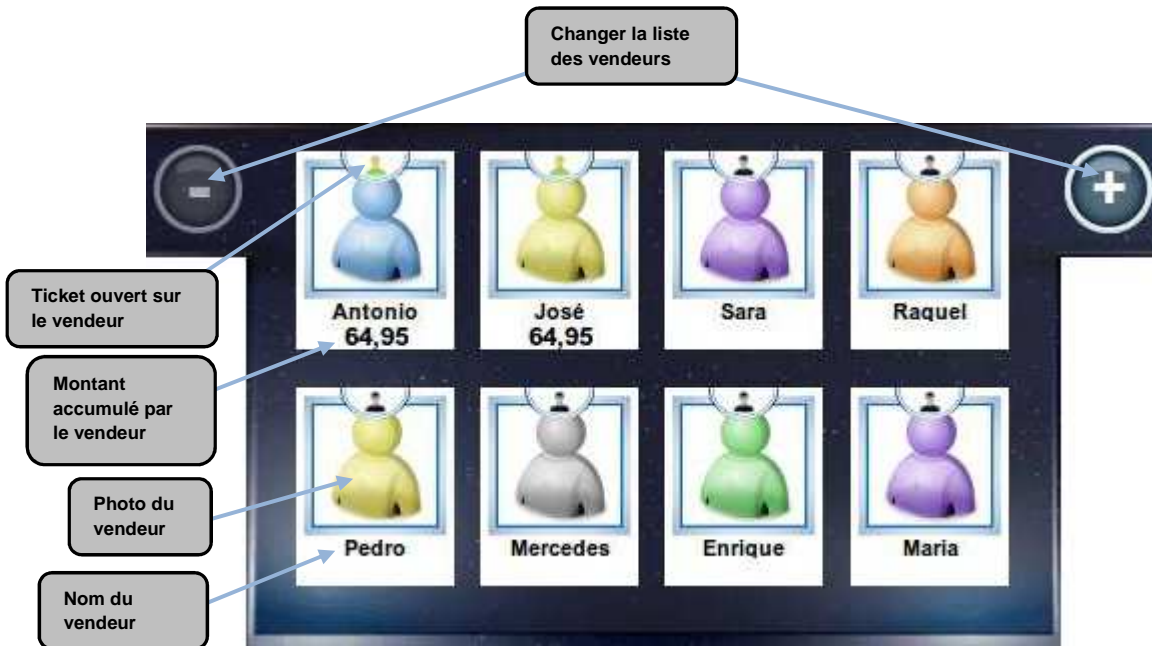 Changer la liste
des vendeurs
Ticket ouvert sur
le vendeur
Montant
accumulé par
le vendeur
Photo du
vendeur
Nom du
vendeur
Antonio
64,95
José
64,95
Sara
Raquel
Pedro
Mercedes
Enrique
Maria